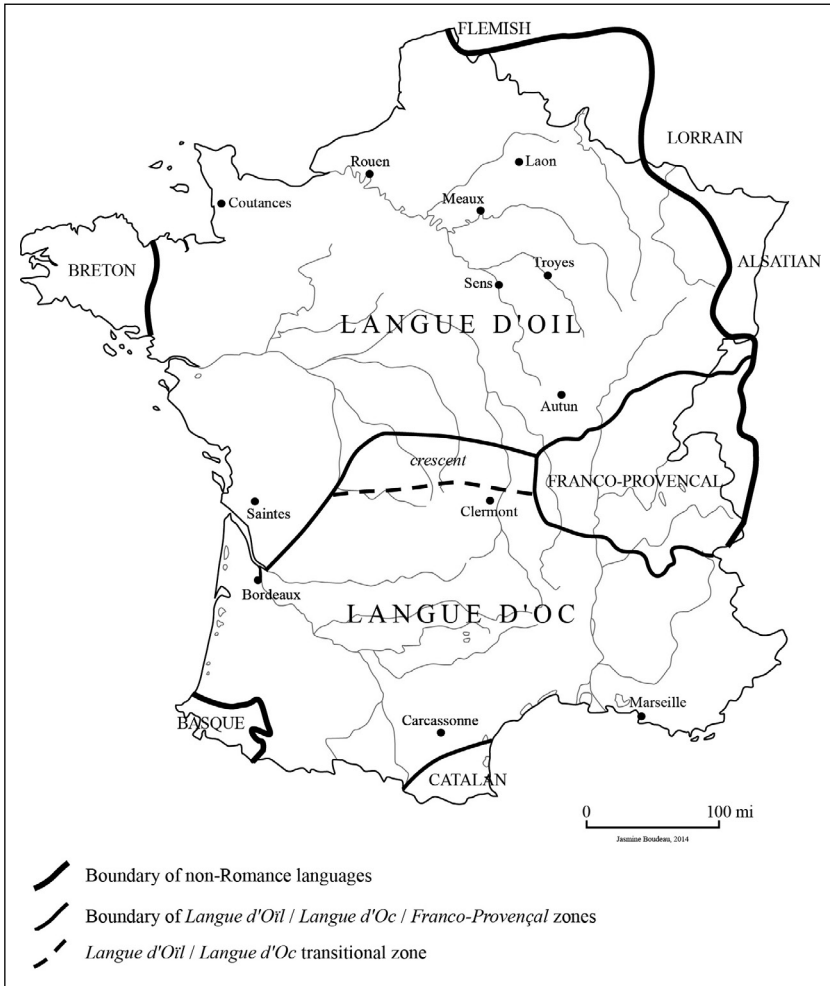 FLEMISH
LORRAIN
Rouen
Laon
Coutances
Meaux
BRETON
ALSATIAN
Troyes
Sens
LANGUE D'OIL
Autun
crescent
FRANCO-PROVENCAL
Saintes
Clermont
Bordeaux
LANGUE D'OC
Marseille
BASQUE
Carcassonne
CATALAN
0 100 mi
Jasmine Boudeau, 2014
Boundary of non-Romance languages
Boundary of Langue d'Oïl / Langue d'Oc / Franco-Provençal zones
Langue d'Oïl / Langue d'Oc transitional zone